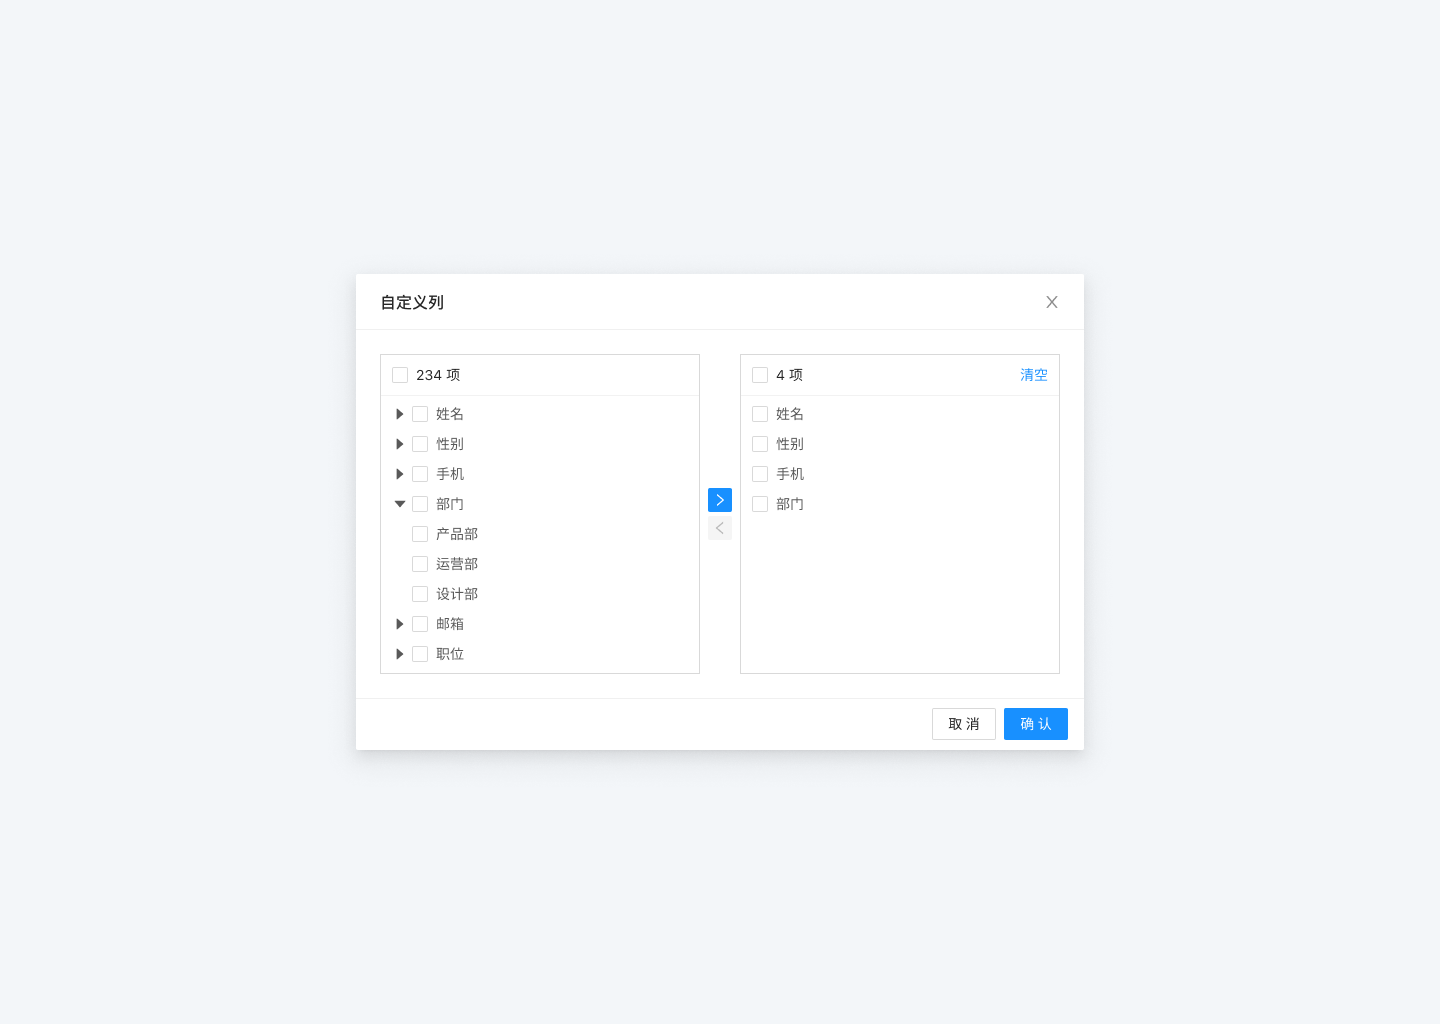 自定义列
234 项
姓名
性别
手机
部门
产品部
运营部
设计部
邮箱
职位
4 项 清空
姓名
性别
手机
部门
取 消 确 认